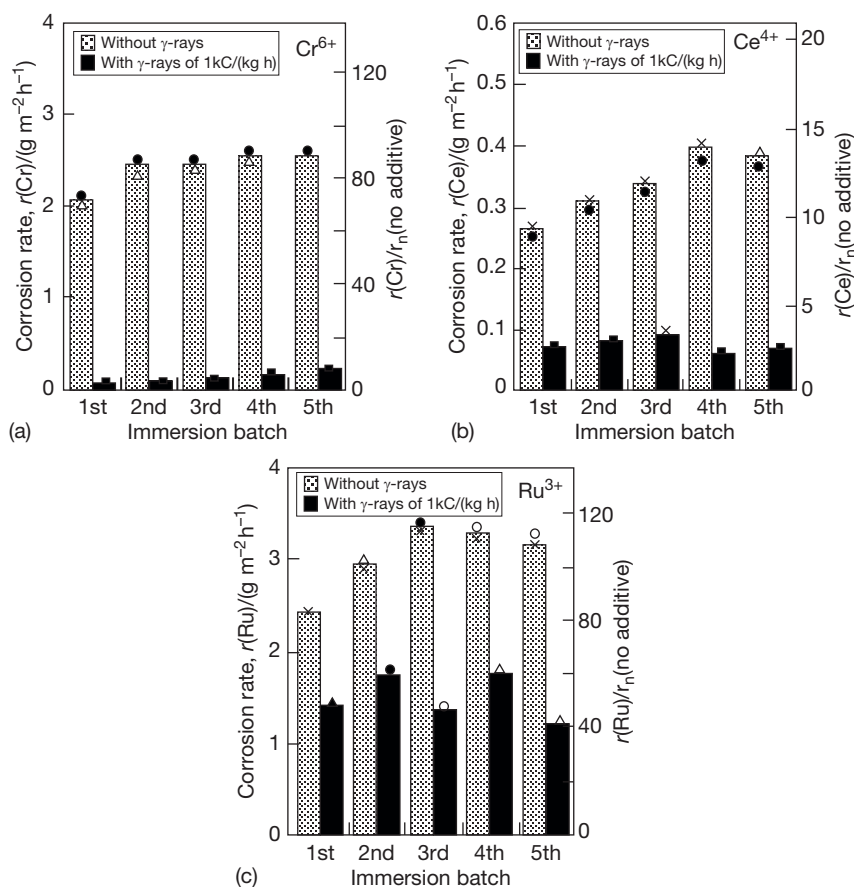 Cr6+
Without γ-rays
With γ-rays of 1kC/(kg h)
Corrosion rate, r(Cr)/(g m−2 h−1)
4
3
2
1
0
r(Cr)/rn(no additive)
120
80
40
0
1st 2nd 3rd 4th 5th
Immersion batch
(a)
Ce4+
Without γ-rays
With γ-rays of 1kC/(kg h)
Corrosion rate, r(Ce)/(g m−2 h−1)
0.6
0.5
0.4
0.3
0.2
0.1
0
r(Ce)/rn(no additive)
20
15
10
5
0
1st 2nd 3rd 4th 5th
Immersion batch
(b)
Ru3+
Without γ-rays
With γ-rays of 1kC/(kg h)
Corrosion rate, r(Ru)/(g m−2 h−1)
4
3
2
1
0
r(Ru)/rn(no additive)
120
80
40
0
1st 2nd 3rd 4th 5th
Immersion batch
(c)